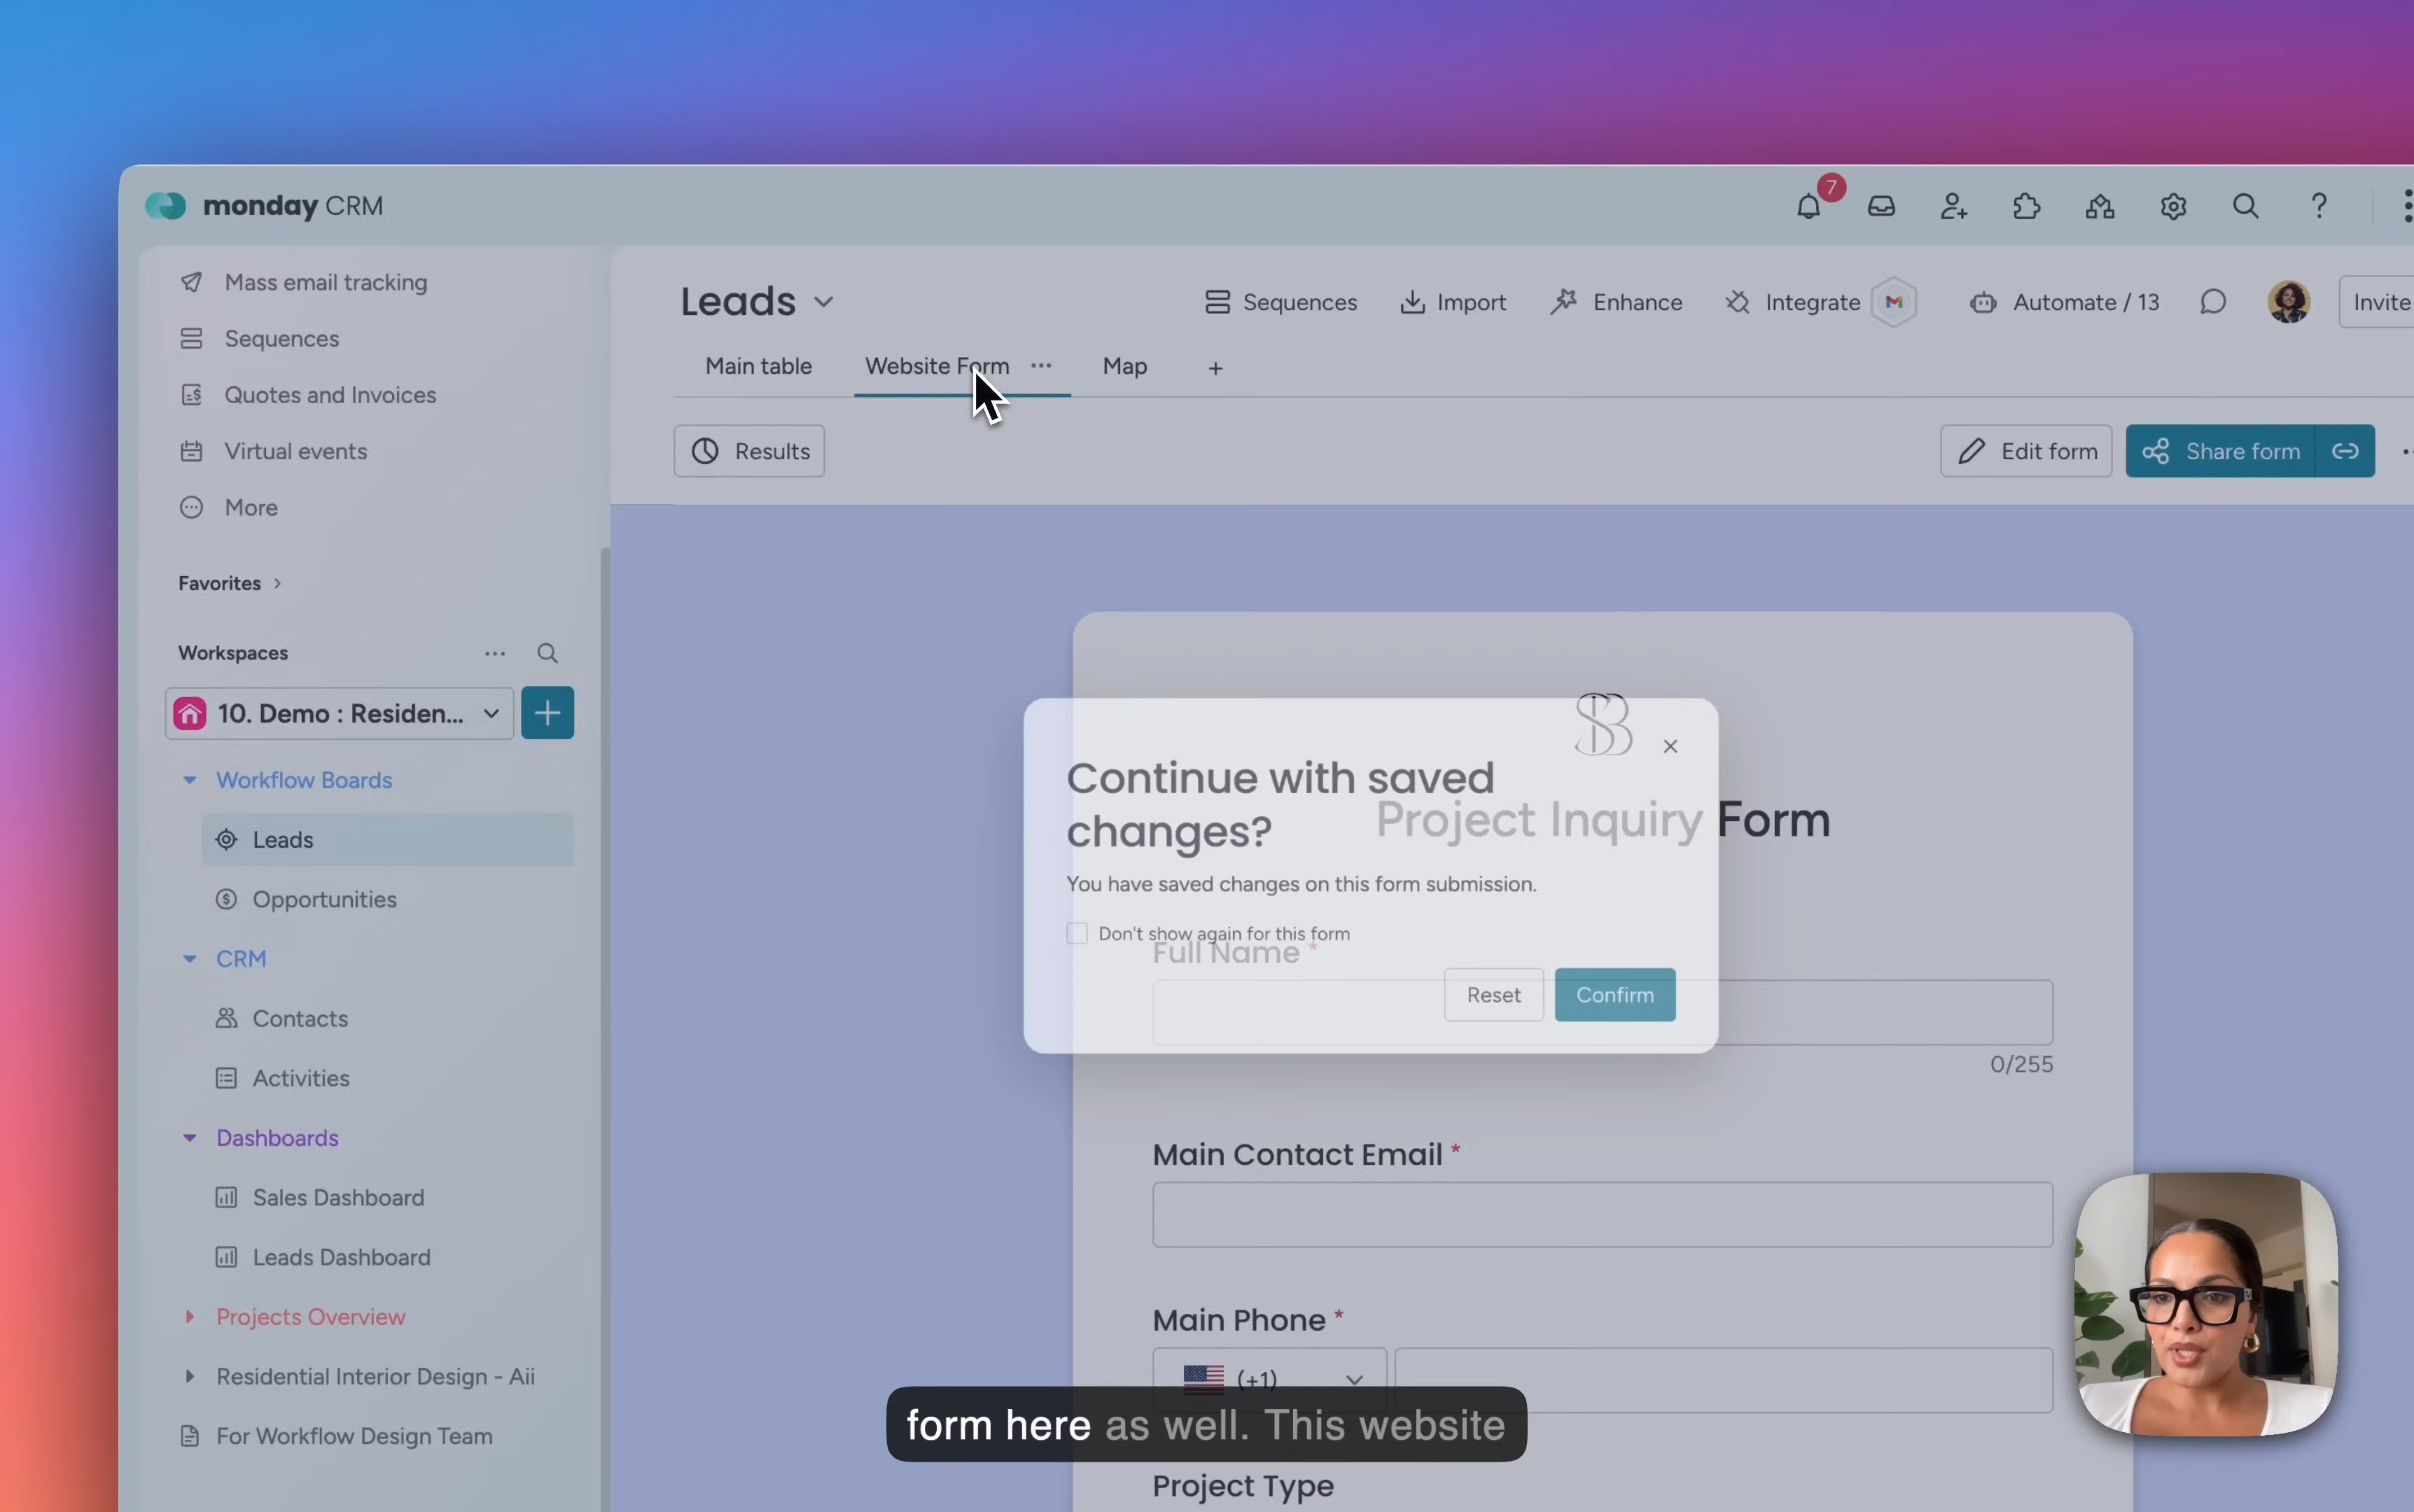 monday CRM
7
Mass email tracking
Sequences
Quotes and Invoices
Virtual events
More
Favorites
Workspaces
10. Demo : Residen...
Workflow Boards
Leads
Opportunities
CRM
Contacts
Activities
Dashboards
Sales Dashboard
Leads Dashboard
Projects Overview
Residential Interior Design - Aii
For Workflow Design Team
Leads
Sequences
Import
Enhance
Integrate
Automate / 13
Invite
Main table
Website Form
Map
Results
Edit form
Share form
Project Inquiry Form
Continue with saved
changes?
You have saved changes on this form submission.
Don't show again for this form
Reset
Confirm
Full Name *
0/255
Main Contact Email *
Main Phone *
(+1)
form here as well. This website
Project Type